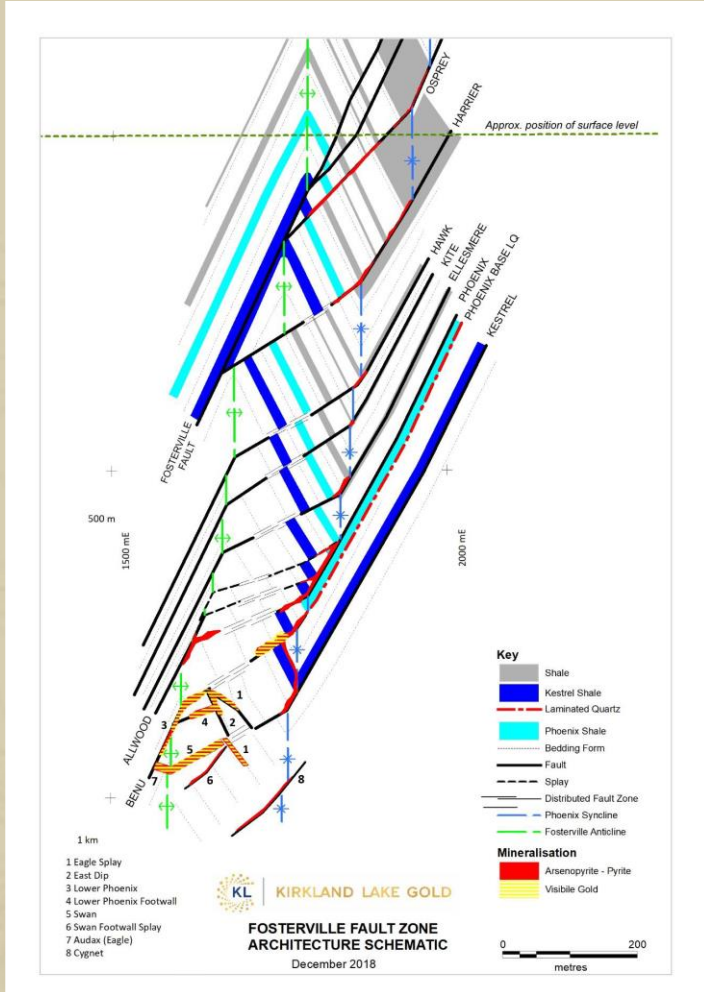 OSPREY
HARRIER
Approx. position of surface level
HAWK
KITE
ELLESMERE
PHOENIX
PHOENIX BASE LQ
KESTREL
FOSTERVILLE
FAULT
500 m
1500 mE
2000 mE
ALLWOOD
BENU
1
4
2
3
5
1
7
6
8
1 km
1 Eagle Splay
2 East Dip
3 Lower Phoenix
4 Lower Phoenix Footwall
5 Swan
6 Swan Footwall Splay
7 Audax (Eagle)
8 Cygnet
KL KIRKLAND LAKE GOLD
FOSTERVILLE FAULT ZONE
ARCHITECTURE SCHEMATIC
December 2018
Key
Shale
Kestrel Shale
Laminated Quartz
Phoenix Shale
Bedding Form
Fault
Splay
Distributed Fault Zone
Phoenix Syncline
Fosterville Anticline
Mineralisation
Arsenopyrite - Pyrite
Visibile Gold
0 200
metres